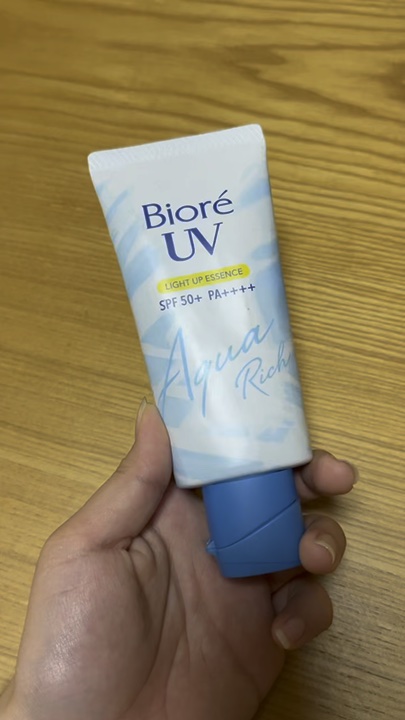 Bioré
UV
LIGHT UP ESSENCE
SPF 50+ PA++++
Aqua
Rich